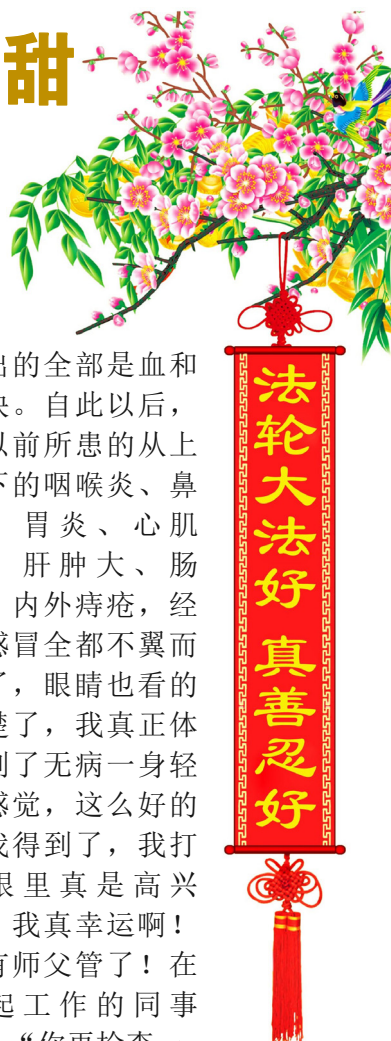 甜
出的全部是血和
块。自此以后，
以前所患的从上
下的咽喉炎、鼻
胃炎、心肌
肝肿大、肠
内外痔疮，经
感冒全都不翼而
了，眼睛也看的
楚了，我真正体
到了无病一身轻
感觉，这么好的
我得到了，我打
眼里真是高兴
我真幸运啊！
有师父管了！在
起工作的同事
“你再检查
法轮大法好 真善忍好